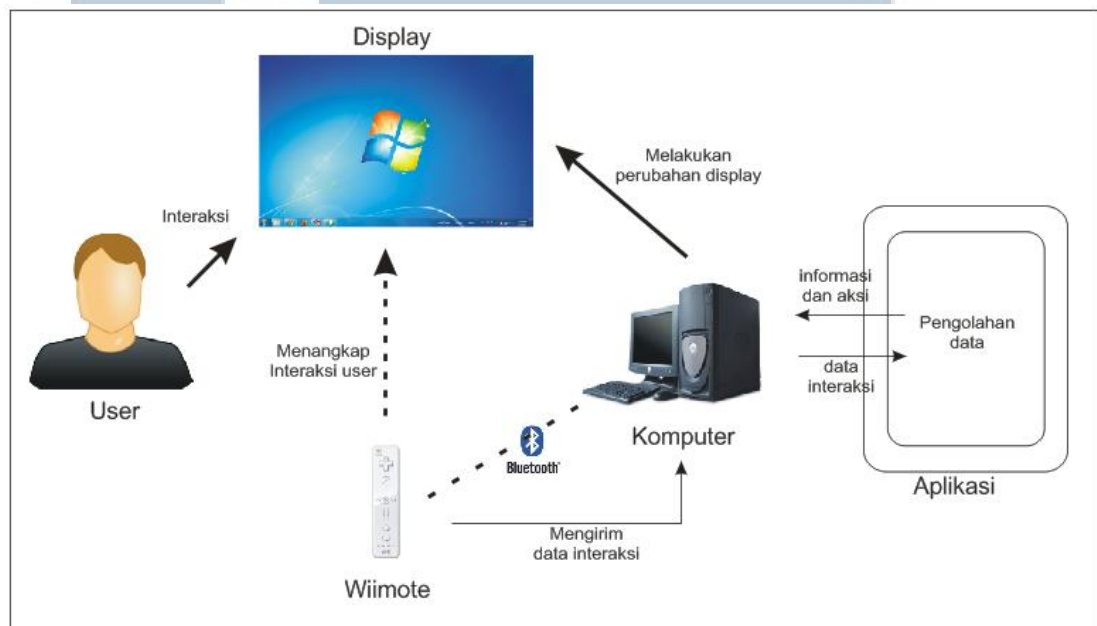 Display
Melakukan
perubahan display
Interaksi
informasi
dan aksi
Pengolahan
data
data
interaksi
Menangkap
Interaksi user
User
Bluetooth
Komputer
Aplikasi
Mengirim
data interaksi
Wiimote